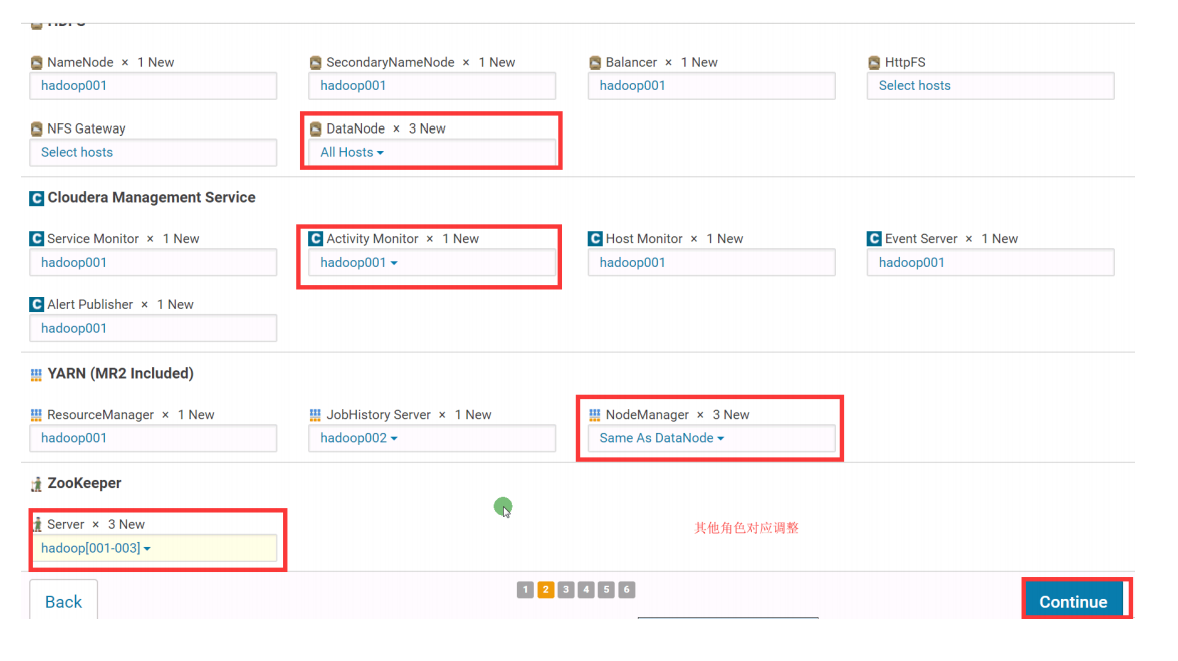 HDFS
NameNode × 1 New
SecondaryNameNode × 1 New
Balancer × 1 New
HttpFS
hadoop001
hadoop001
hadoop001
Select hosts
NFS Gateway
DataNode × 3 New
Select hosts
All Hosts
Cloudera Management Service
Service Monitor × 1 New
Activity Monitor × 1 New
Host Monitor × 1 New
Event Server × 1 New
hadoop001
hadoop001
hadoop001
hadoop001
Alert Publisher × 1 New
hadoop001
YARN (MR2 Included)
ResourceManager × 1 New
JobHistory Server × 1 New
NodeManager × 3 New
hadoop001
hadoop002
Same As DataNode
ZooKeeper
Server × 3 New
hadoop[001-003]
其他角色对应调整
Back
1 2 3 4 5 6
Continue